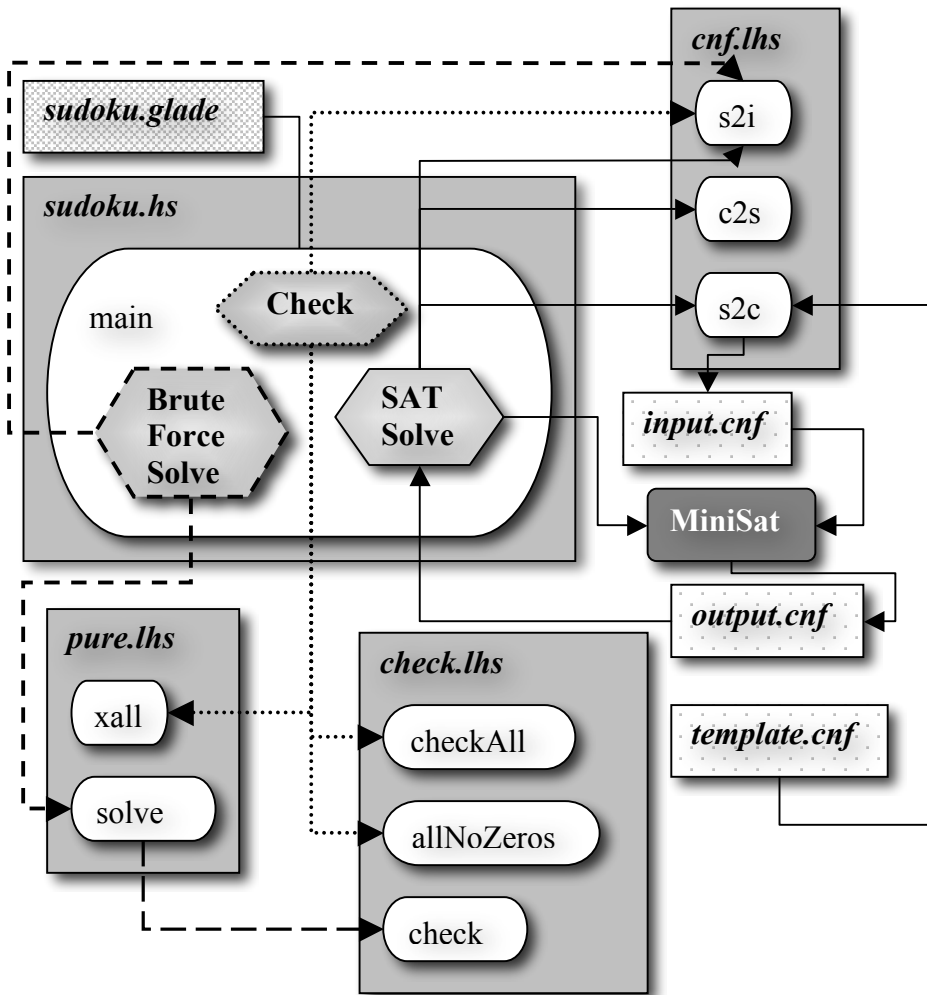 cnf.lhs
sudoku.glade
s2i
sudoku.hs
c2s
Check
main
s2c
Brute
Force
Solve
SAT
Solve
input.cnf
MiniSat
output.cnf
pure.lhs
check.lhs
xall
checkAll
template.cnf
solve
allNoZeros
check